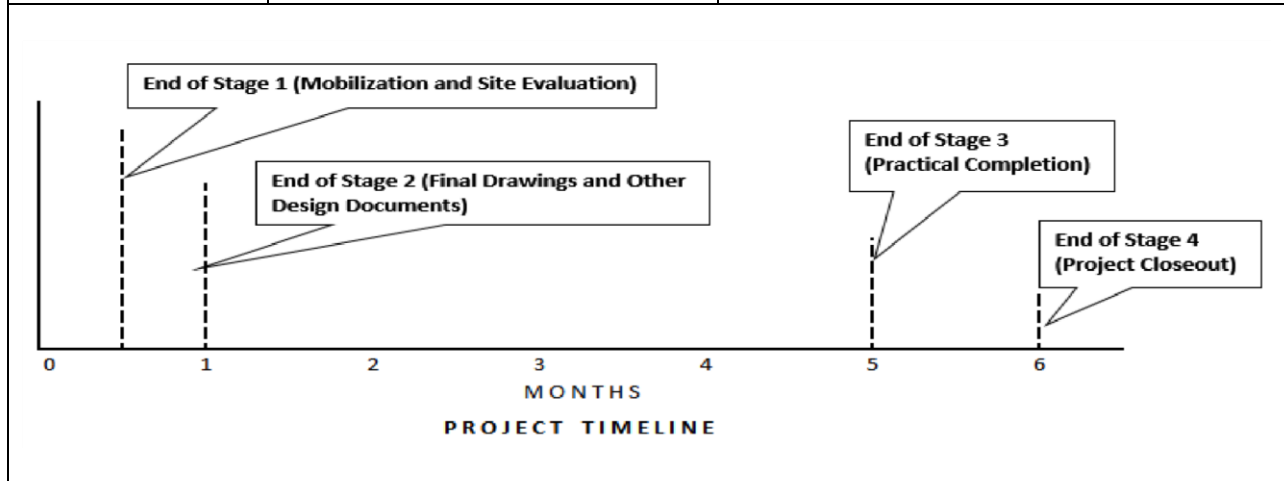 End of Stage 1 (Mobilization and Site Evaluation)
End of Stage 2 (Final Drawings and Other
Design Documents)
End of Stage 3
(Practical Completion)
End of Stage 4
(Project Closeout)
0 1 2 3 4 5 6
MONTHS
PROJECT TIMELINE